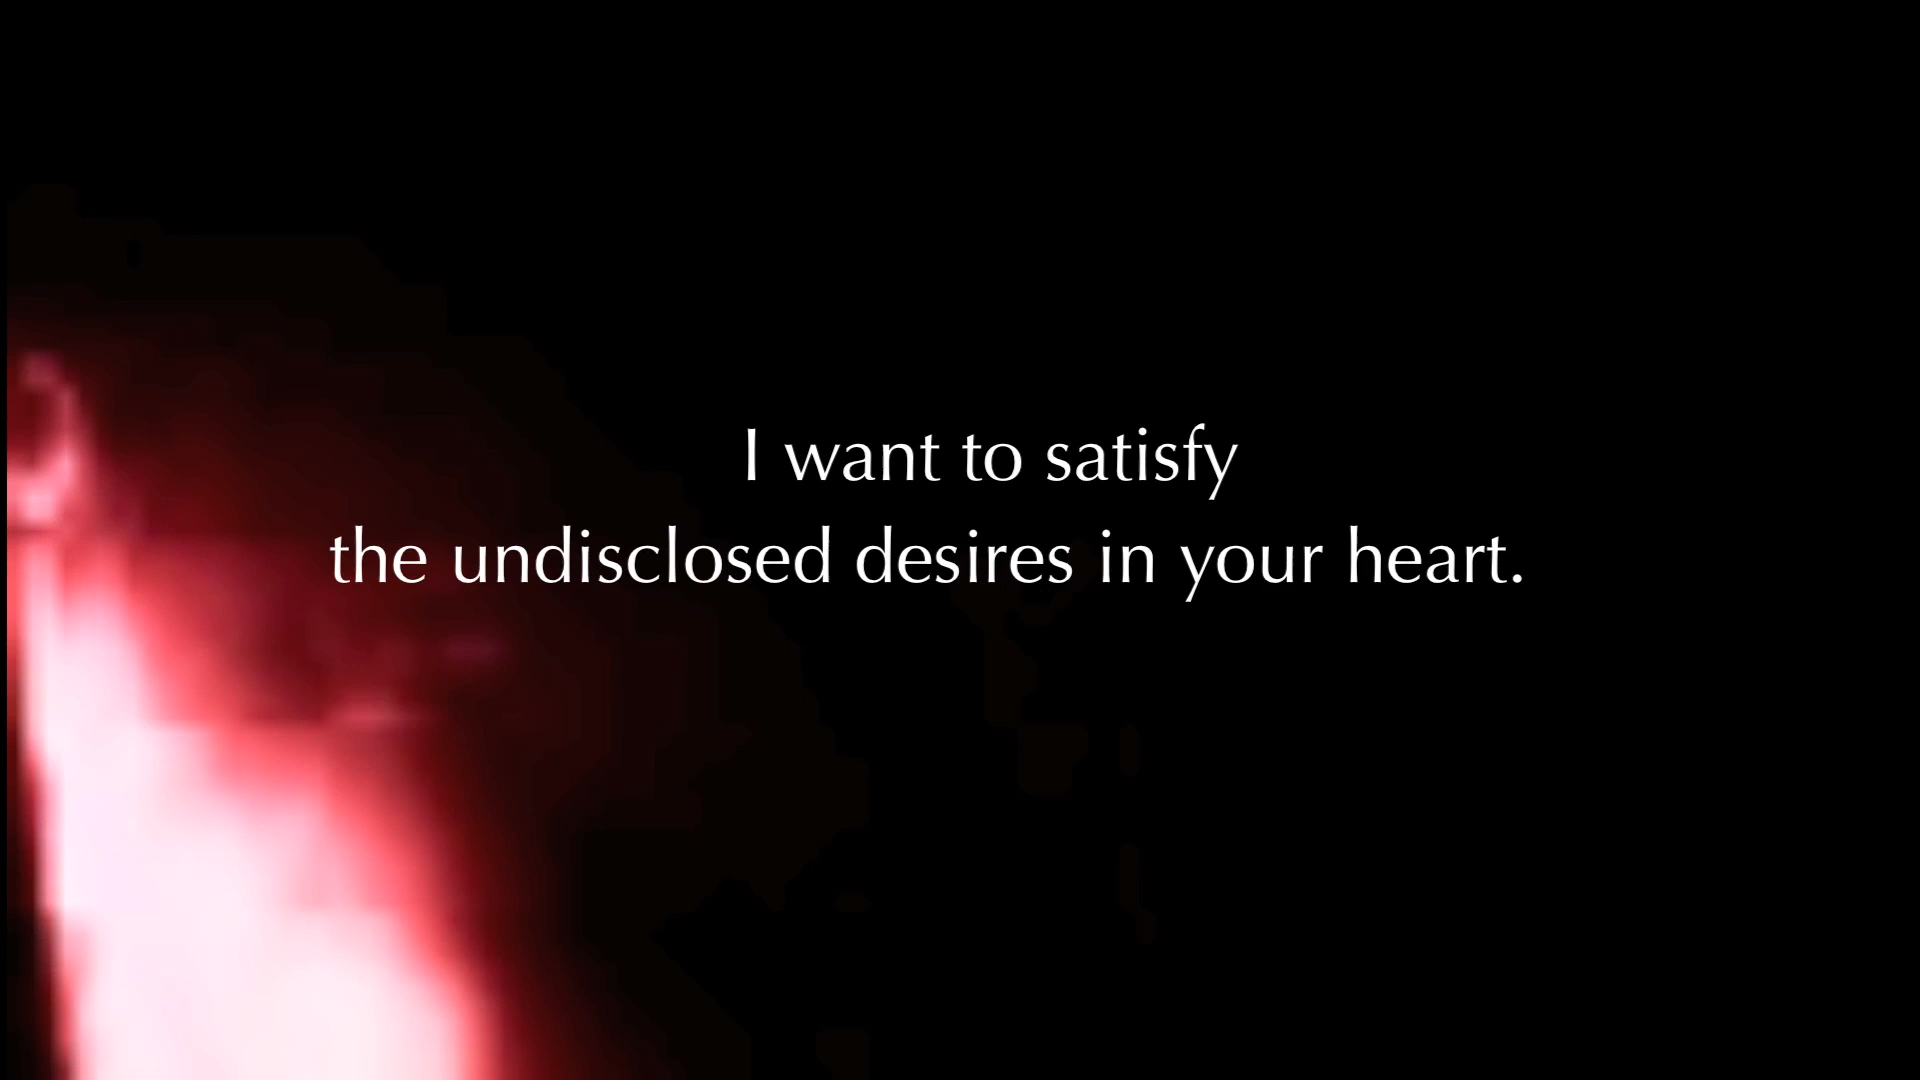 I want to satisfy
the undisclosed desires in your heart.